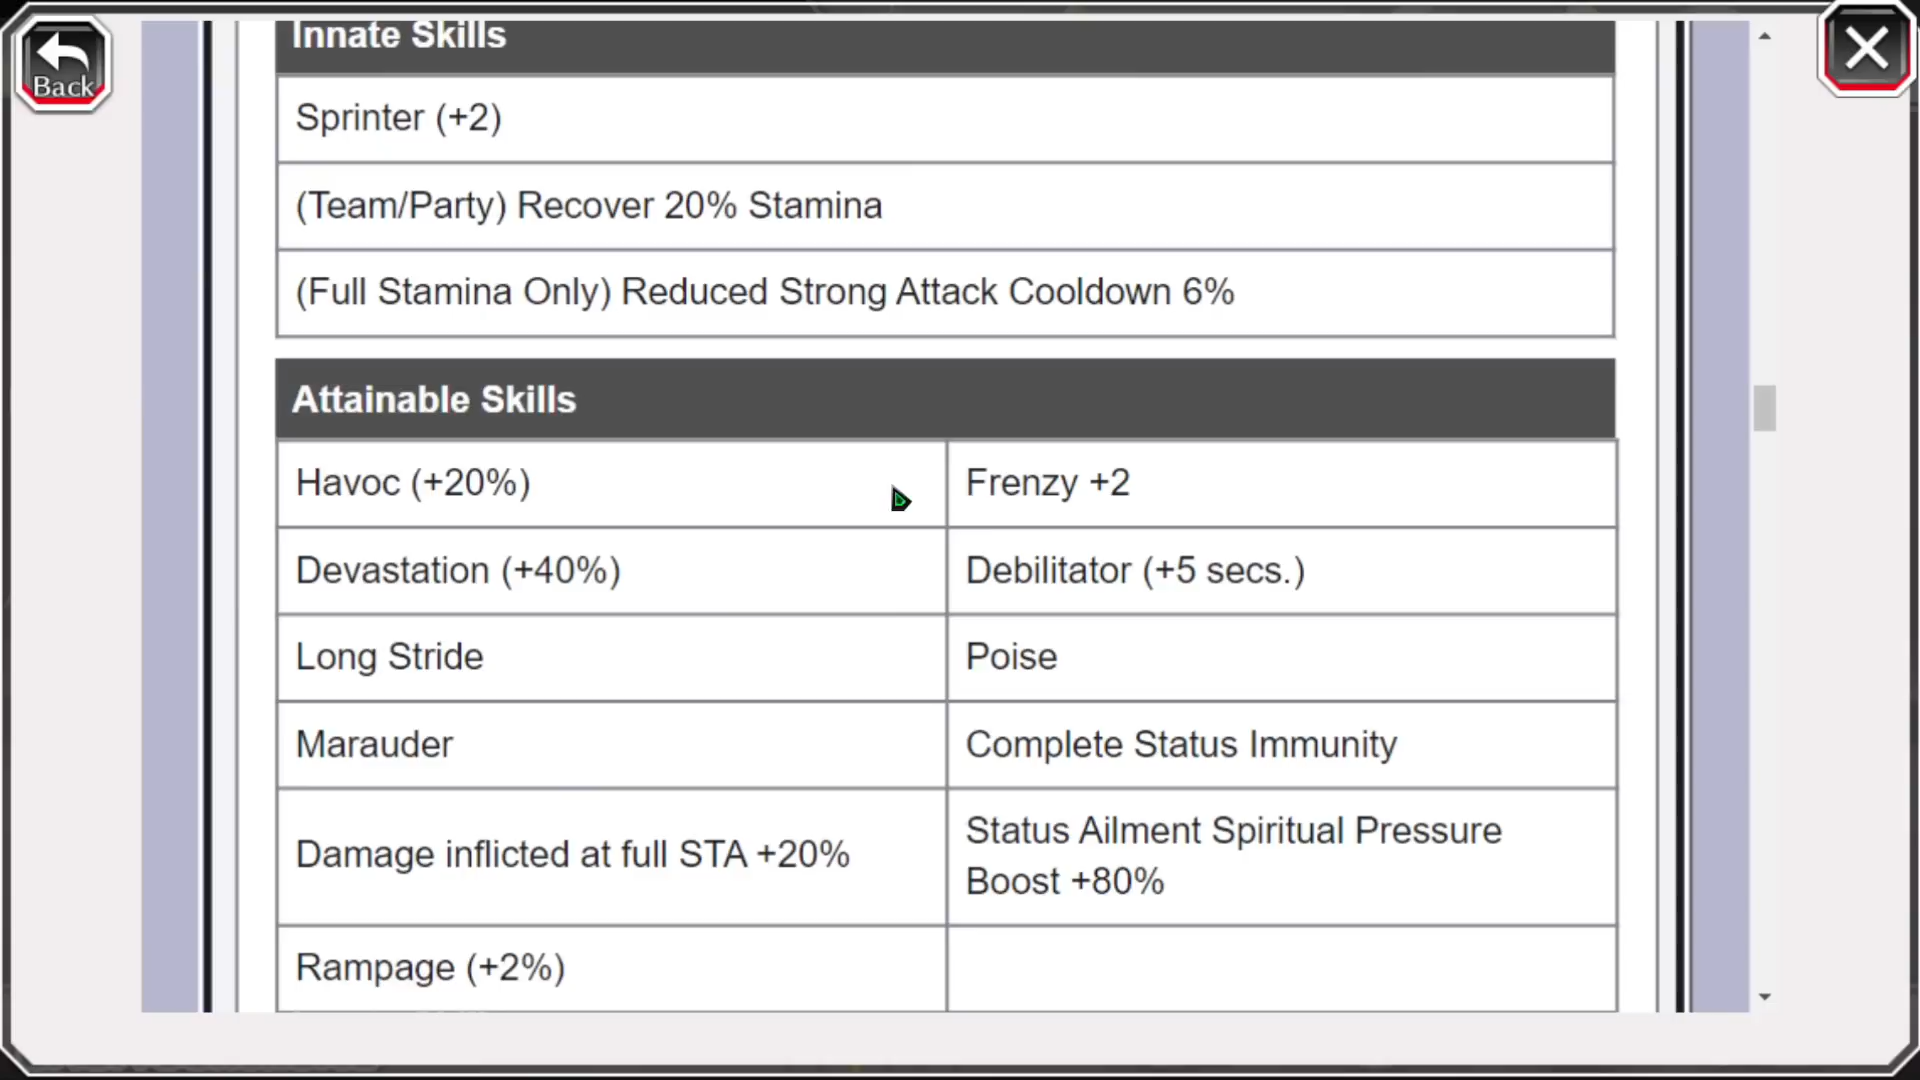 Back
Innate Skills
Sprinter (+2)
(Team/Party) Recover 20% Stamina
(Full Stamina Only) Reduced Strong Attack Cooldown 6%
Attainable Skills
Havoc (+20%)
Frenzy +2
Devastation (+40%)
Debilitator (+5 secs.)
Long Stride
Poise
Marauder
Complete Status Immunity
Damage inflicted at full STA +20%
Status Ailment Spiritual Pressure
Boost +80%
Rampage (+2%)